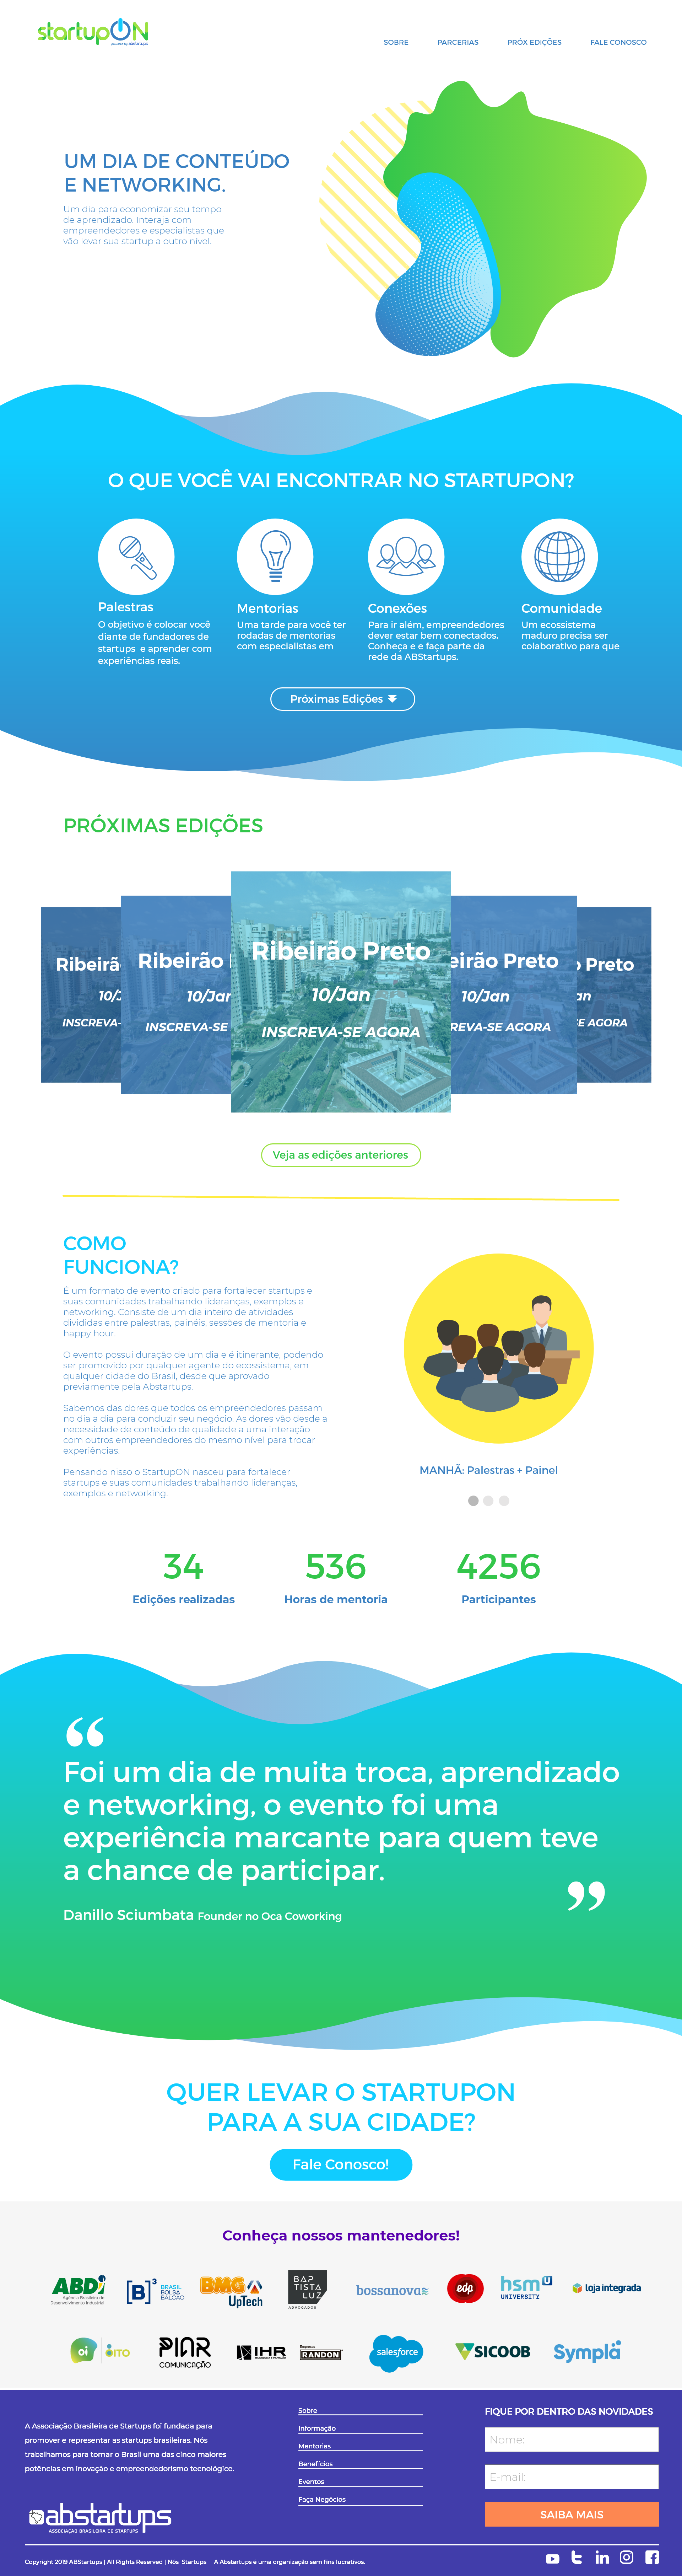 startupON
powered by abstartups
SOBRE
PARCERIAS
PRÓX EDIÇÕES
FALE CONOSCO
UM DIA DE CONTEÚDO
E NETWORKING.
Um dia para economizar seu tempo
de aprendizado. Interaja com
empreendedores e especialistas que
vão levar sua startup a outro nível.
O QUE VOCÊ VAI ENCONTRAR NO STARTUPON?
Palestras
O objetivo é colocar você
diante de fundadores de
startups e aprender com
experiências reais.
Mentorias
Uma tarde para você ter
rodadas de mentorias
com especialistas em
Conexões
Para ir além, empreendedores
dever estar bem conectados.
Conheça e e faça parte da
rede da ABStartups.
Comunidade
Um ecossistema
maduro precisa ser
colaborativo para que
Próximas Edições
PRÓXIMAS EDIÇÕES
Ribeirã
10/J
INSCREVA-
Ribeirão
10/Jan
INSCREVA-SE
Ribeirão Preto
10/Jan
INSCREVA-SE AGORA
eirão Preto
10/Jan
REVA-SE AGORA
o Preto
an
SE AGORA
Veja as edições anteriores
COMO
FUNCIONA?
É um formato de evento criado para fortalecer startups e
suas comunidades trabalhando lideranças, exemplos e
networking. Consiste de um dia inteiro de atividades
divididas entre palestras, painéis, sessões de mentoria e
happy hour.
O evento possui duração de um dia e é itinerante, podendo
ser promovido por qualquer agente do ecossistema, em
qualquer cidade do Brasil, desde que aprovado
previamente pela Abstartups.
Sabemos das dores que todos os empreendedores passam
no dia a dia para conduzir seu negócio. As dores vão desde a
necessidade de conteúdo de qualidade a uma interação
com outros empreendedores do mesmo nível para trocar
experiências.
Pensando nisso o StartupON nasceu para fortalecer
startups e suas comunidades trabalhando lideranças,
exemplos e networking.
MANHÃ: Palestras + Painel
34
Edições realizadas
536
Horas de mentoria
4256
Participantes
“
Foi um dia de muita troca, aprendizado
e networking, o evento foi uma
experiência marcante para quem teve
a chance de participar.
”
Danillo Sciumbata Founder no Oca Coworking
QUER LEVAR O STARTUPON
PARA A SUA CIDADE?
Fale Conosco!
Conheça nossos mantenedores!
ABDI
Agência Brasileira de
Desenvolvimento Industrial
[B]³
BRASIL
BOLSA
BALCÃO
BMG
UpTech
BAP
TISTA
LUZ
ADVOGADOS
bossanova
edp
hsm U
UNIVERSITY
loja integrada
oi
OITO
PINR
COMUNICAÇÃO
IHR
Empresas
RANDON
salesforce
SICOOB
Sympla
A Associação Brasileira de Startups foi fundada para
promover e representar as startups brasileiras. Nós
trabalhamos para tornar o Brasil uma das cinco maiores
potências em inovação e empreendedorismo tecnológico.
abstartups
ASSOCIAÇÃO BRASILEIRA DE STARTUPS
Sobre
Informação
Mentorias
Benefícios
Eventos
Faça Negócios
FIQUE POR DENTRO DAS NOVIDADES
Nome:
E-mail:
SAIBA MAIS
Copyright 2019 ABStartups | All Rights Reserved | Nós Startups A Abstartups é uma organização sem fins lucrativos.